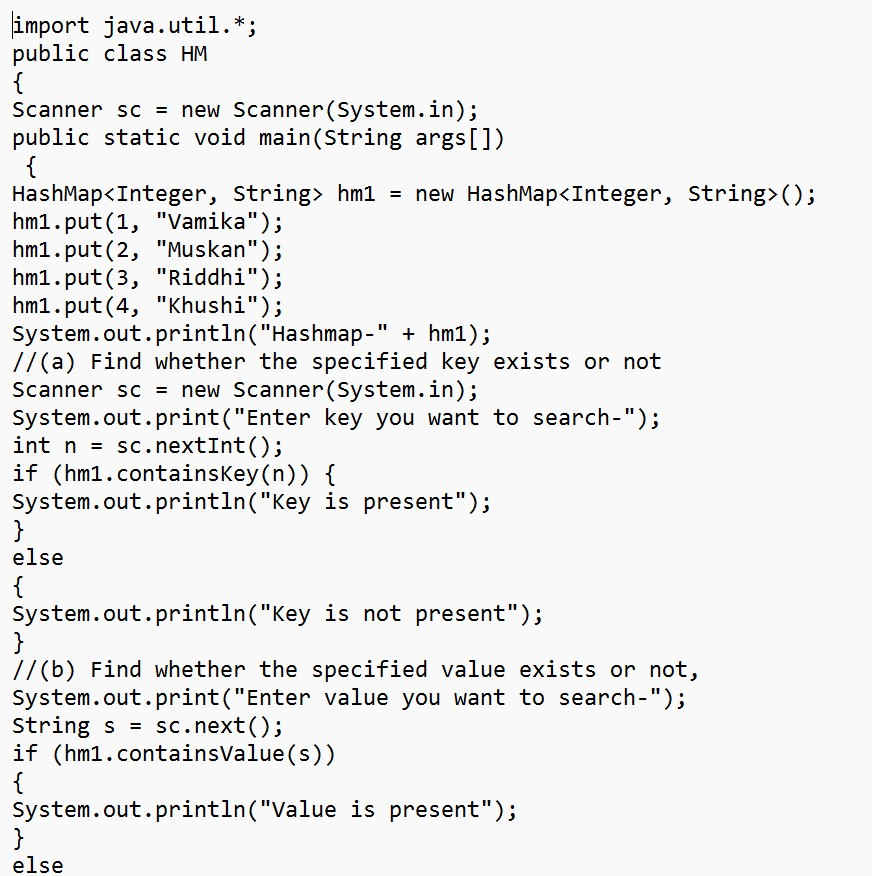 import java.util.*;
public class HM
{
Scanner sc = new Scanner(System.in);
public static void main(String args[])
{
HashMap<Integer, String> hm1 = new HashMap<Integer, String>();
hm1.put(1, "Vamika");
hm1.put(2, "Muskan");
hm1.put(3, "Riddhi");
hm1.put(4, "Khushi");
System.out.println("Hashmap-" + hm1);
//(a) Find whether the specified key exists or not
Scanner sc = new Scanner(System.in);
System.out.print("Enter key you want to search-");
int n = sc.nextInt();
if (hm1.containsKey(n)) {
System.out.println("Key is present");
}
else
{
System.out.println("Key is not present");
}
//(b) Find whether the specified value exists or not,
System.out.print("Enter value you want to search-");
String s = sc.next();
if (hm1.containsValue(s))
{
System.out.println("Value is present");
}
else